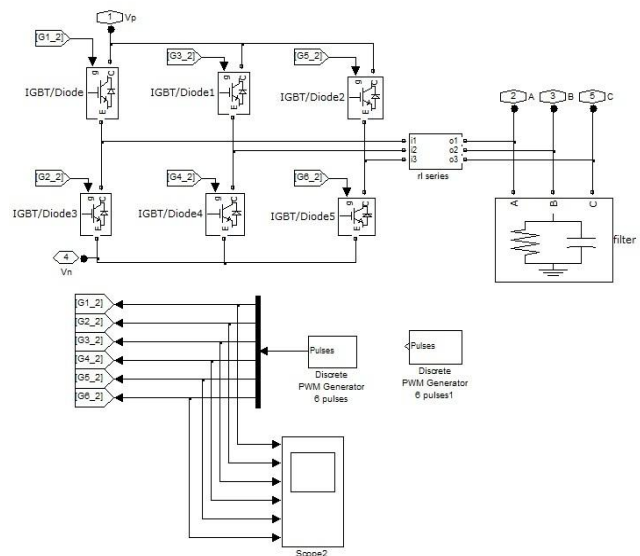 1 Vp
[G1_2]
[G3_2]
[G5_2]
g C
g C
g C
IGBT/Diode
IGBT/Diode1
IGBT/Diode2
E
E
E
2 A
3 B
5 C
i1 o1
i2 o2
i3 o3
rl series
[G2_2]
[G4_2]
[G6_2]
g C
g C
g C
IGBT/Diode3
IGBT/Diode4
IGBT/Diode5
E
E
E
A B C
filter
4
Vn
[G1_2]
[G2_2]
[G3_2]
[G4_2]
[G5_2]
[G6_2]
Pulses
Discrete
PWM Generator
6 pulses
Pulses
Discrete
PWM Generator
6 pulses1
Scope2